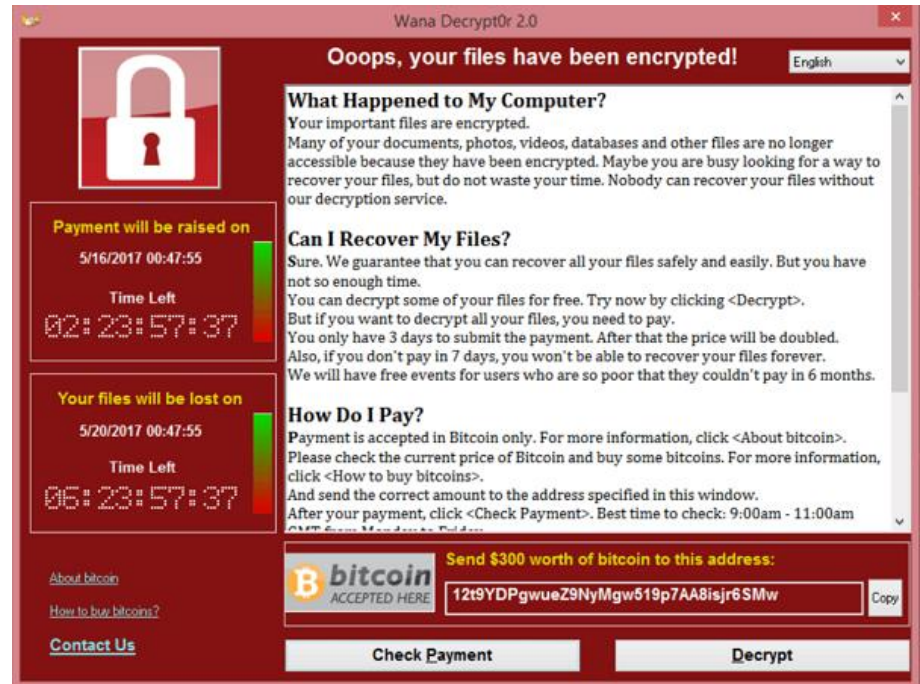 Wana Decrypt0r 2.0
Ooops, your files have been encrypted!
English
What Happened to My Computer?
Your important files are encrypted.
Many of your documents, photos, videos, databases and other files are no longer
accessible because they have been encrypted. Maybe you are busy looking for a way to
recover your files, but do not waste your time. Nobody can recover your files without
our decryption service.
Can I Recover My Files?
Sure. We guarantee that you can recover all your files safely and easily. But you have
not so enough time.
You can decrypt some of your files for free. Try now by clicking <Decrypt>.
But if you want to decrypt all your files, you need to pay.
You only have 3 days to submit the payment. After that the price will be doubled.
Also, if you don't pay in 7 days, you won't be able to recover your files forever.
We will have free events for users who are so poor that they couldn't pay in 6 months.
How Do I Pay?
Payment is accepted in Bitcoin only. For more information, click <About bitcoin>.
Please check the current price of Bitcoin and buy some bitcoins. For more information,
click <How to buy bitcoins>.
And send the correct amount to the address specified in this window.
After your payment, click <Check Payment>. Best time to check: 9:00am - 11:00am
GMT from Monday to Friday.
Payment will be raised on
5/16/2017 00:47:55
Time Left
02:23:57:37
Your files will be lost on
5/20/2017 00:47:55
Time Left
06:23:57:37
About bitcoin
How to buy bitcoins?
Contact Us
bitcoin
ACCEPTED HERE
Send $300 worth of bitcoin to this address:
12t9YDPgwueZ9NyMgw519p7AA8isjr6SMw
Copy
Check Payment
Decrypt